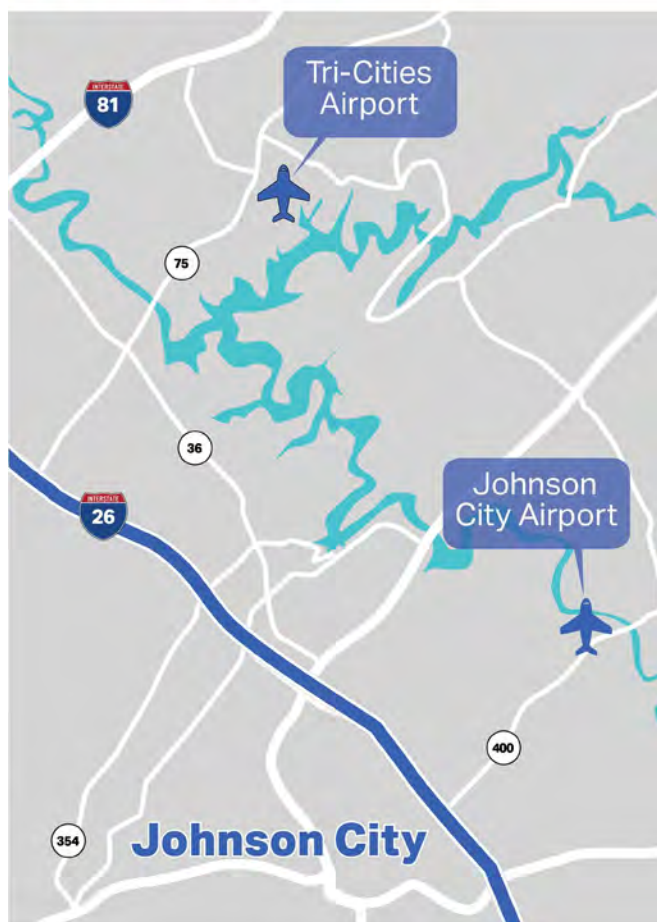 Tri-Cities
Airport
INTERSTATE
81
75
36
Johnson
City Airport
INTERSTATE
26
400
354
Johnson City